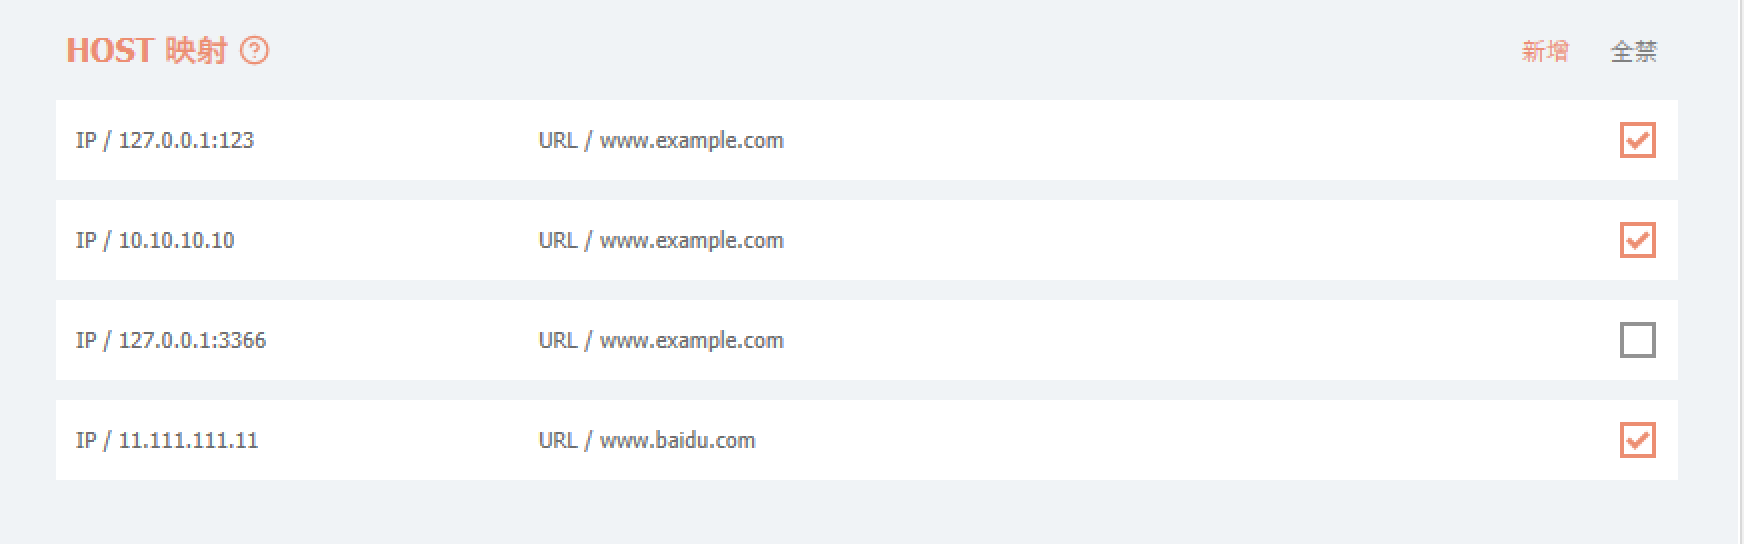 HOST 映射 ?
新增 全禁
IP / 127.0.0.1:123 URL / www.example.com
IP / 10.10.10.10 URL / www.example.com
IP / 127.0.0.1:3366 URL / www.example.com
IP / 11.111.111.11 URL / www.baidu.com